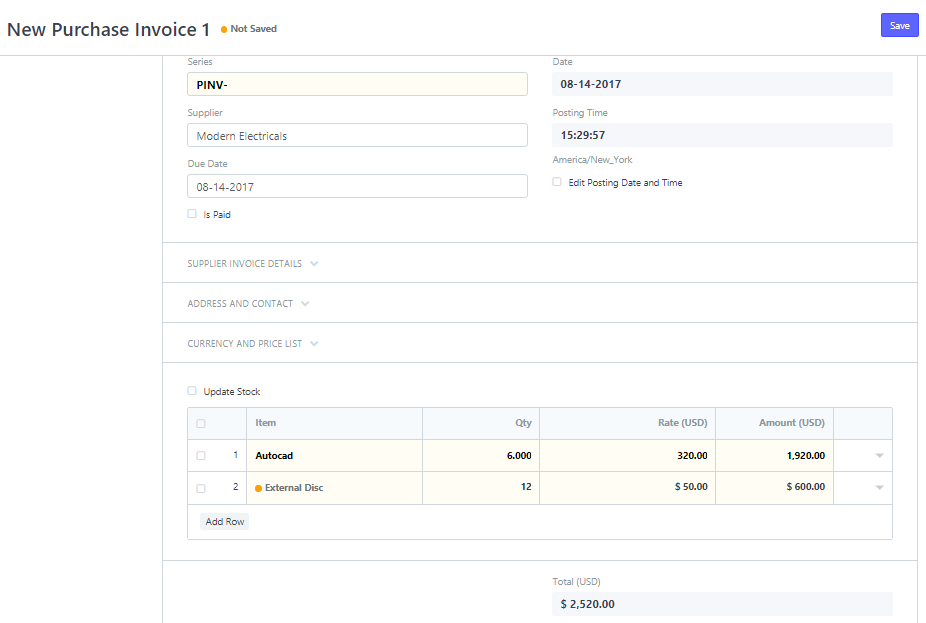 New Purchase Invoice 1 Not Saved Save
Series
PINV-
Date
08-14-2017
Supplier
Modern Electricals
Posting Time
15:29:57
America/New_York
Due Date
08-14-2017
Edit Posting Date and Time
Is Paid
SUPPLIER INVOICE DETAILS
ADDRESS AND CONTACT
CURRENCY AND PRICE LIST
Update Stock
Item Qty Rate (USD) Amount (USD)
1 Autocad 6.000 320.00 1,920.00
2 External Disc 12 $ 50.00 $ 600.00
Add Row
Total (USD)
$ 2,520.00